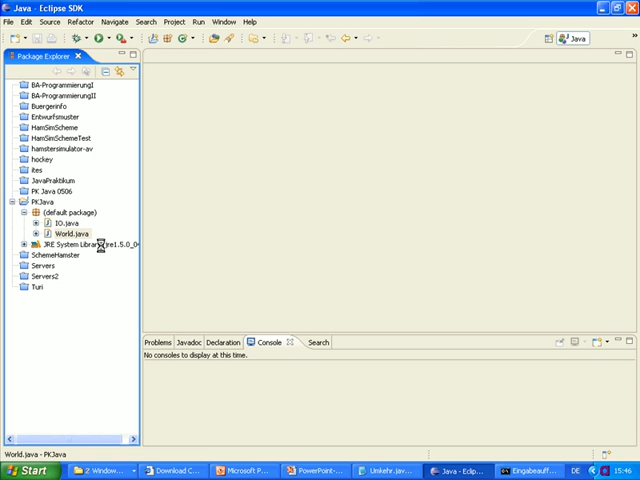 Java - Eclipse SDK
File Edit Source Refactor Navigate Search Project Run Window Help
Java
Package Explorer
BA-ProgrammierungI
BA-ProgrammierungII
Buergerinfo
Entwurfsmuster
HamSimScheme
HamSimSchemeTest
hamstersimulator-av
hockey
ites
JavaPraktikum
PK Java 0506
PKJava
(default package)
IO.java
World.java
JRE System Library
SchemeHamster
Servers
Servers2
Turi
Problems Javadoc Declaration Console Search
No consoles to display at this time.
World.java - PKJava
Start 2 Window... Download C... Microsoft P... PowerPoint-... Umkehr.jav... Java - Eclip... Eingabeauff... DE 15:46